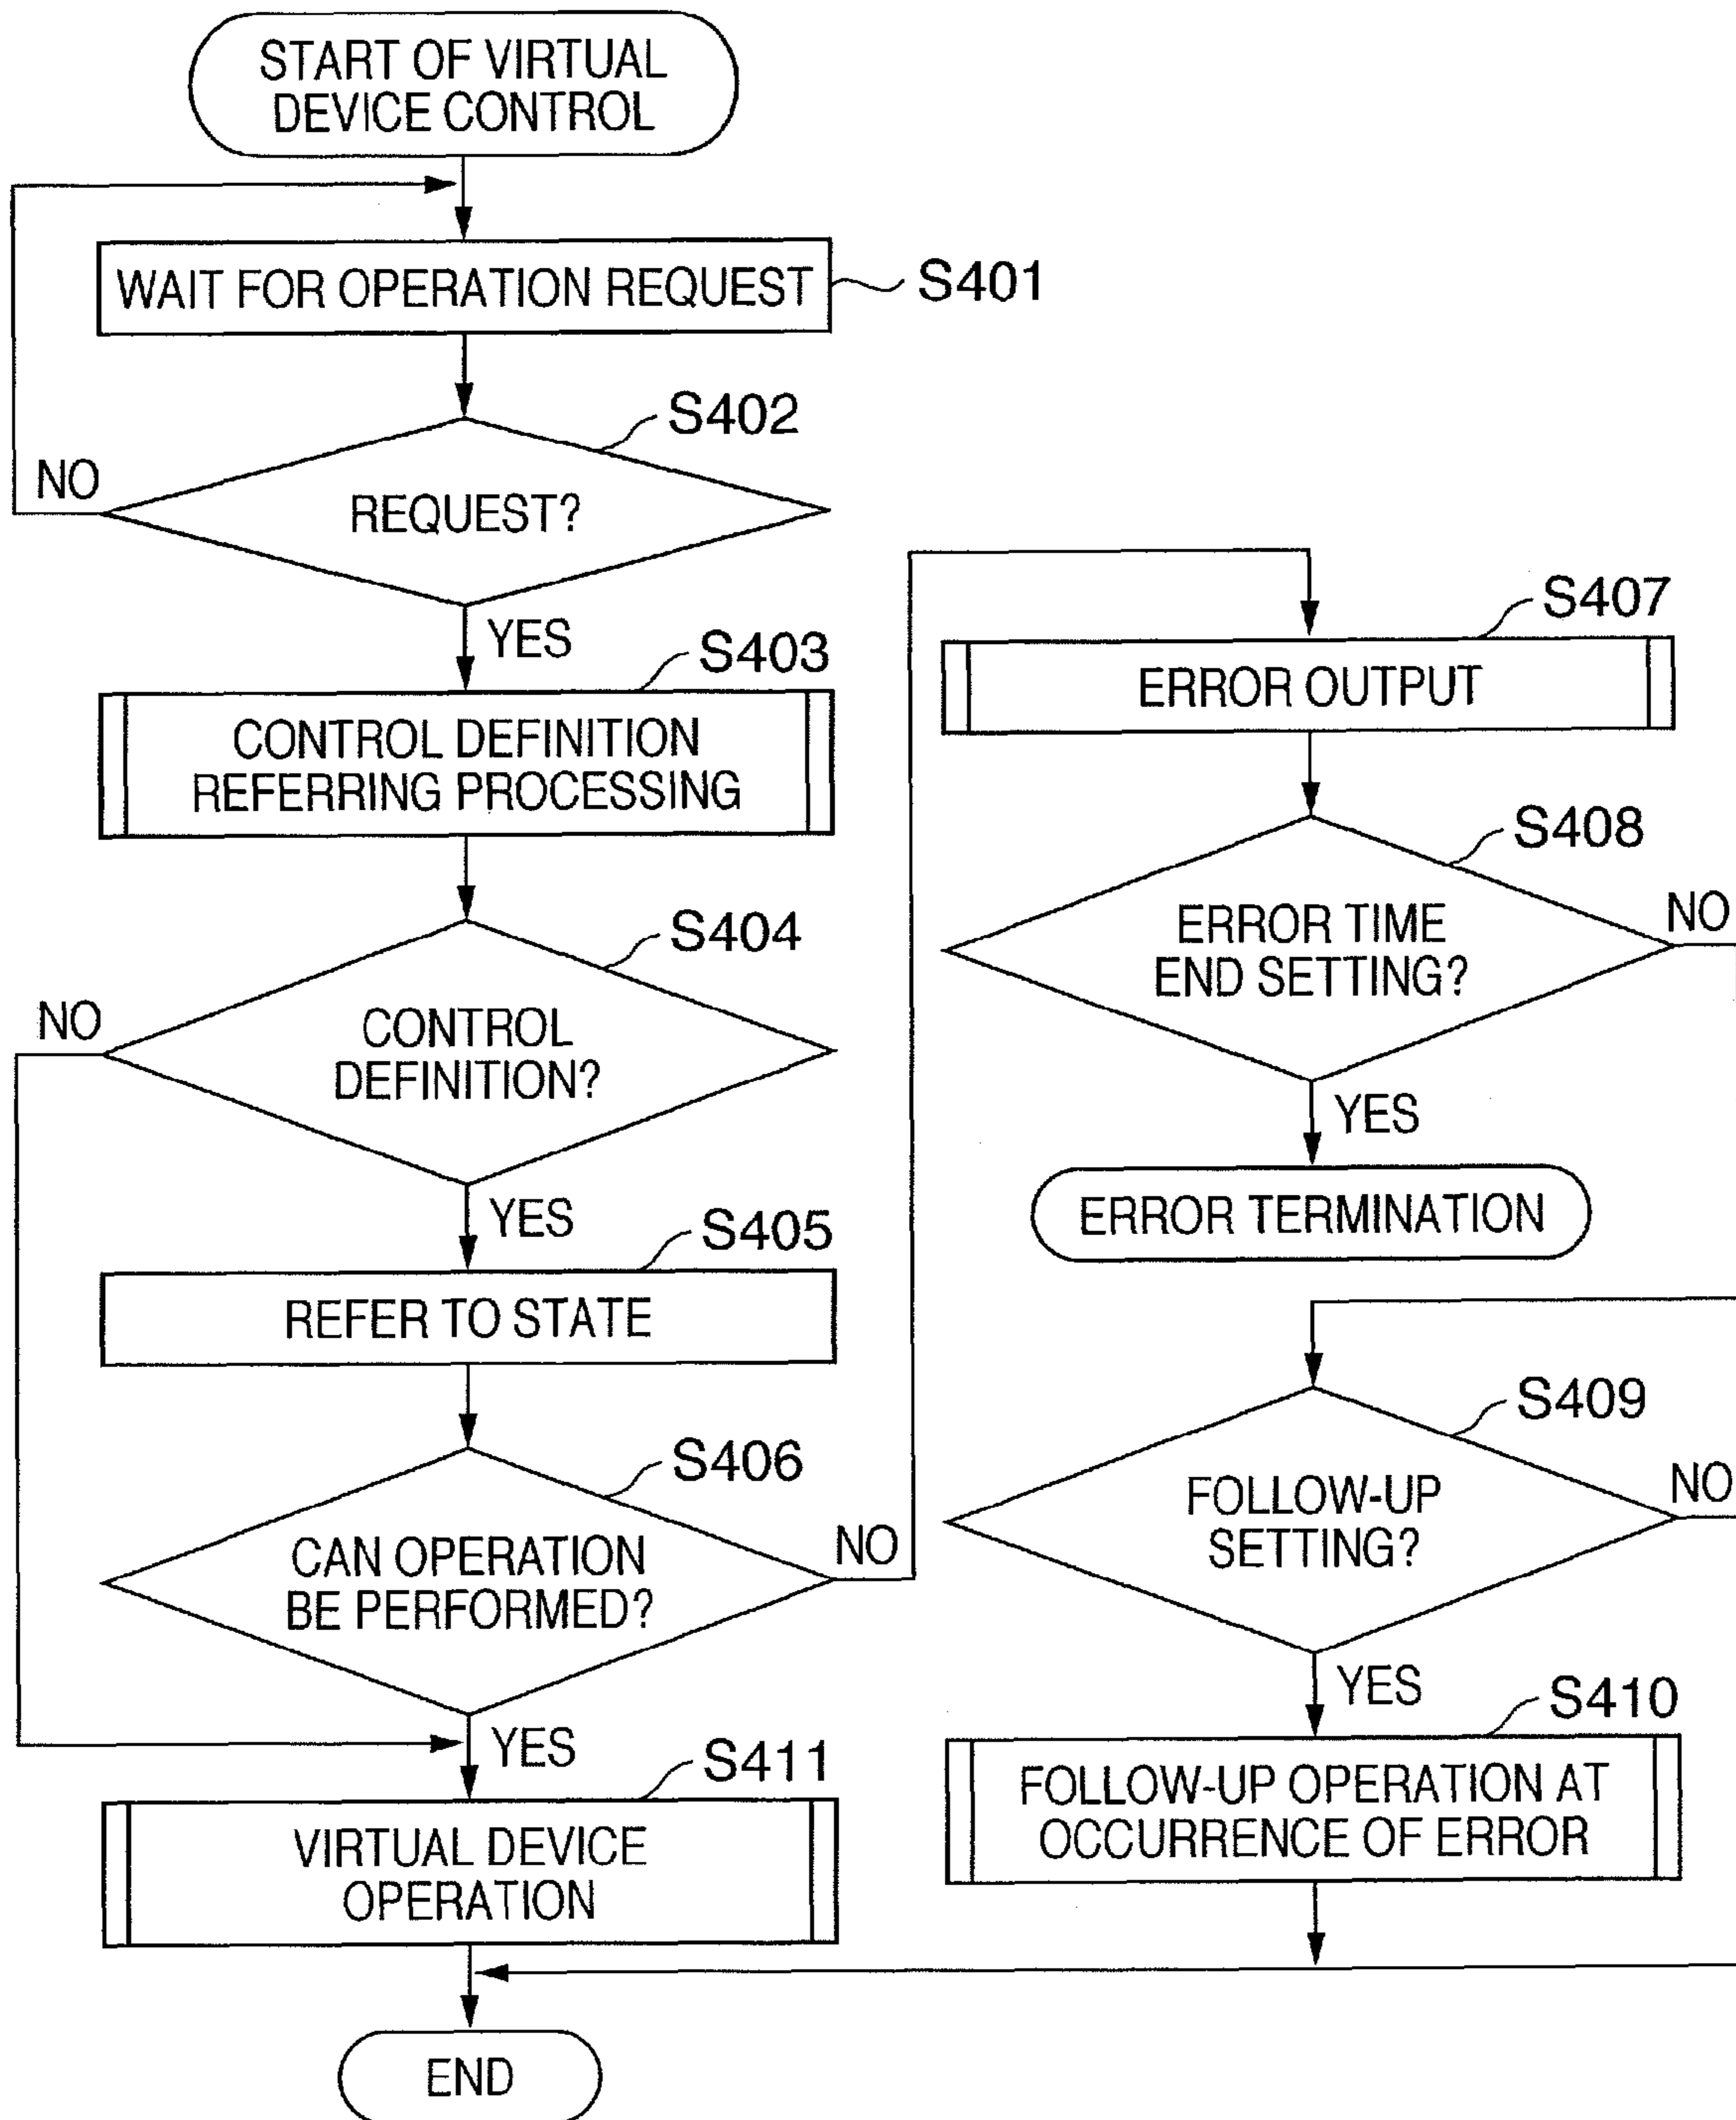 START OF VIRTUAL
DEVICE CONTROL
WAIT FOR OPERATION REQUEST
S401
S402
NO
REQUEST?
YES
S403
CONTROL DEFINITION
REFERRING PROCESSING
S404
NO
CONTROL
DEFINITION?
YES
S405
REFER TO STATE
S406
CAN OPERATION
BE PERFORMED?
NO
YES
S411
VIRTUAL DEVICE
OPERATION
END
S407
ERROR OUTPUT
S408
ERROR TIME
END SETTING?
NO
YES
ERROR TERMINATION
S409
FOLLOW-UP
SETTING?
NO
YES
S410
FOLLOW-UP OPERATION AT
OCCURRENCE OF ERROR